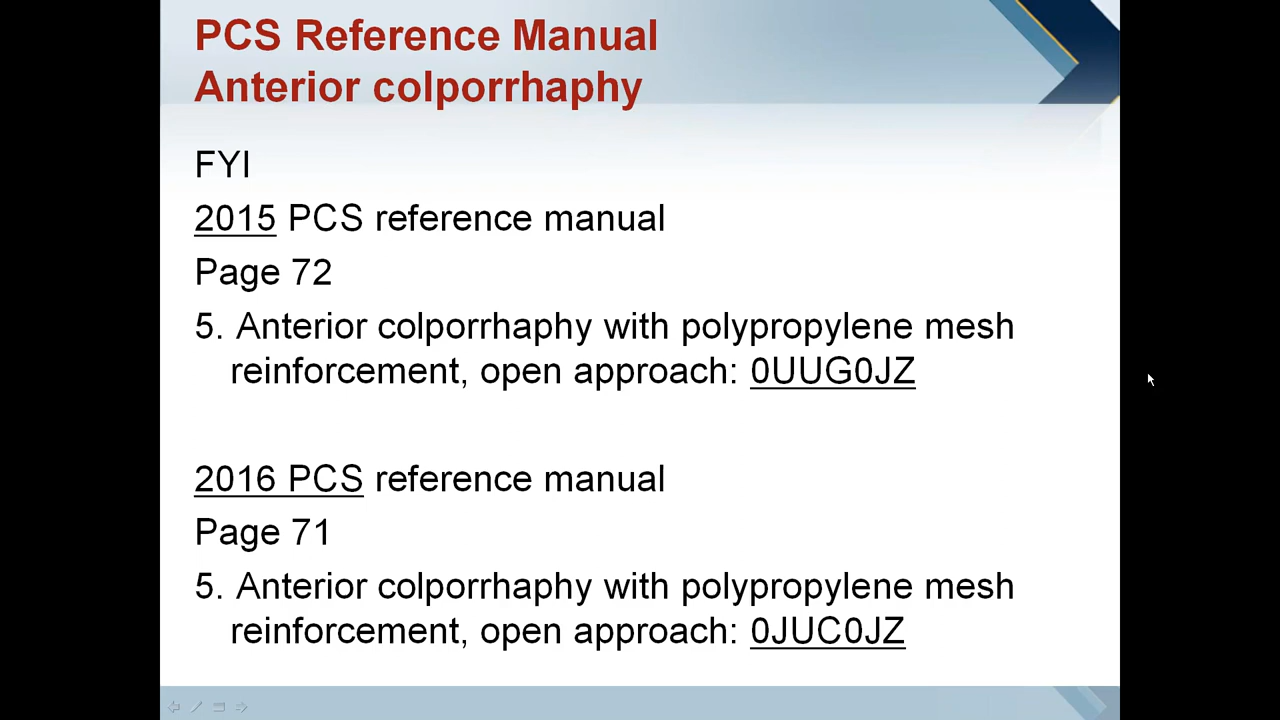 PCS Reference Manual
Anterior colporrhaphy
FYI
2015 PCS reference manual
Page 72
5. Anterior colporrhaphy with polypropylene mesh
reinforcement, open approach: 0UUG0JZ
2016 PCS reference manual
Page 71
5. Anterior colporrhaphy with polypropylene mesh
reinforcement, open approach: 0JUC0JZ